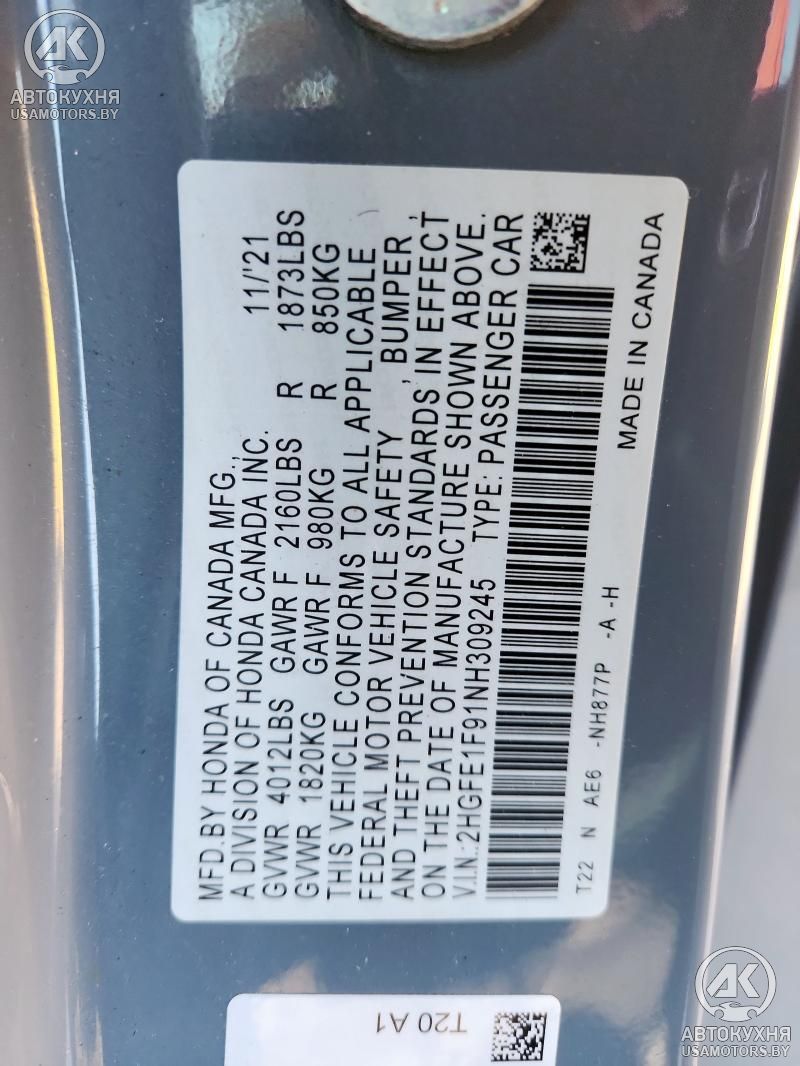 АВТОКУХНЯ
USAMOTORS.BY
MFD.BY HONDA OF CANADA MFG.,
A DIVISION OF HONDA CANADA INC. 11/'21
GVWR 4012LBS GAWR F 2160LBS R 1873LBS
GVWR 1820KG GAWR F 980KG R 850KG
THIS VEHICLE CONFORMS TO ALL APPLICABLE
FEDERAL MOTOR VEHICLE SAFETY , BUMPER ,
AND THEFT PREVENTION STANDARDS, IN EFFECT
ON THE DATE OF MANUFACTURE SHOWN ABOVE.
V.I.N.:2HGFE1F91NH309245 TYPE: PASSENGER CAR
T22 N AE6 -NH877P -A -H
MADE IN CANADA
T20 A1
АК
АВТОКУХНЯ
USAMOTORS.BY